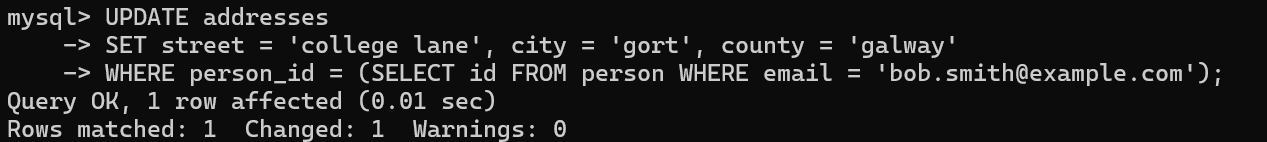 mysql> UPDATE addresses
    -> SET street = 'college lane', city = 'gort', county = 'galway'
    -> WHERE person_id = (SELECT id FROM person WHERE email = 'bob.smith@example.com');
Query OK, 1 row affected (0.01 sec)
Rows matched: 1  Changed: 1  Warnings: 0